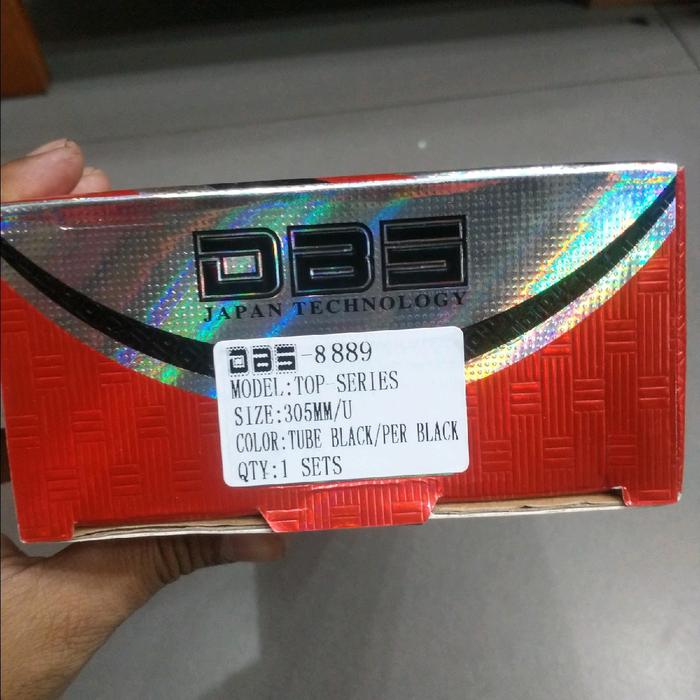 DBS
JAPAN TECHNOLOGY
DBS-8889
MODEL:TOP-SERIES
SIZE:305MM/U
COLOR:TUBE BLACK/PER BLACK
QTY:1 SETS